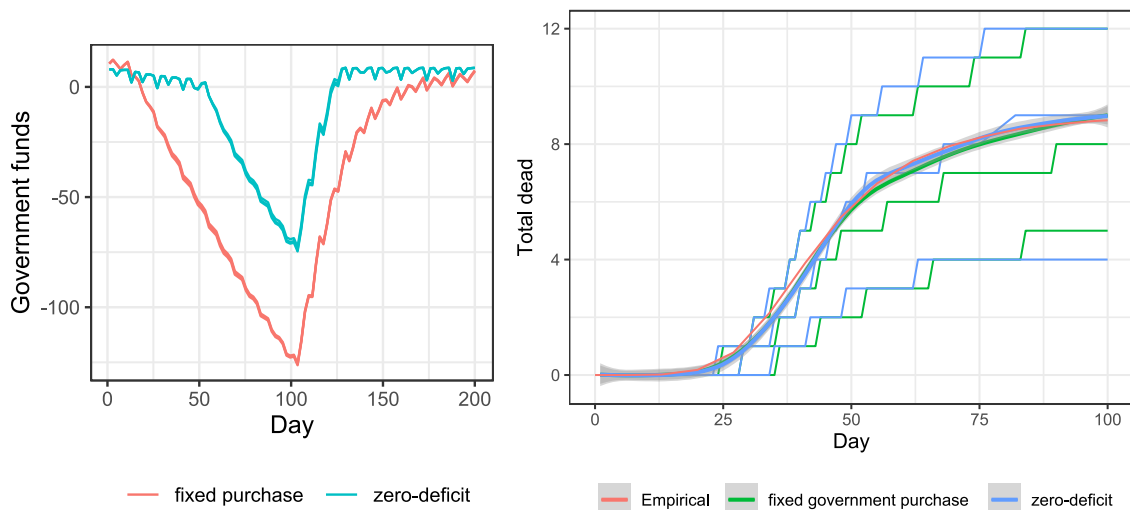 Government funds
0
-50
-100
0
50
100
150
200
Day
fixed purchase
zero-deficit
Total dead
12
8
4
0
0
25
50
75
100
Day
Empirical
fixed government purchase
zero-deficit